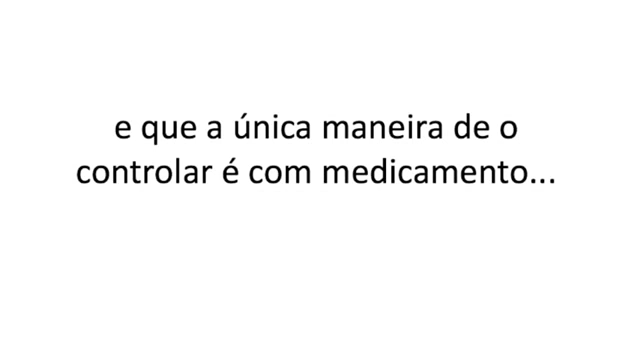 e que a única maneira de o
controlar é com medicamento...